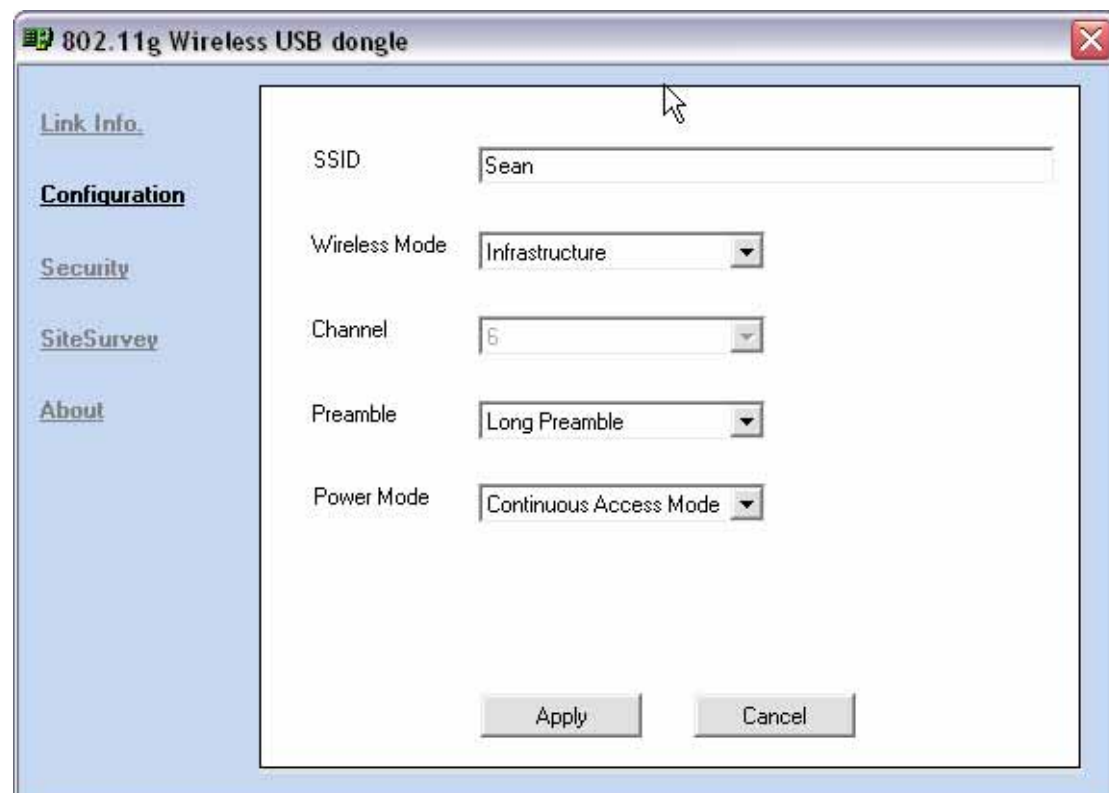 802.11g Wireless USB dongle
Link Info.
Configuration
Security
SiteSurvey
About
SSID
Sean
Wireless Mode
Infrastructure
Channel
6
Preamble
Long Preamble
Power Mode
Continuous Access Mode
Apply
Cancel